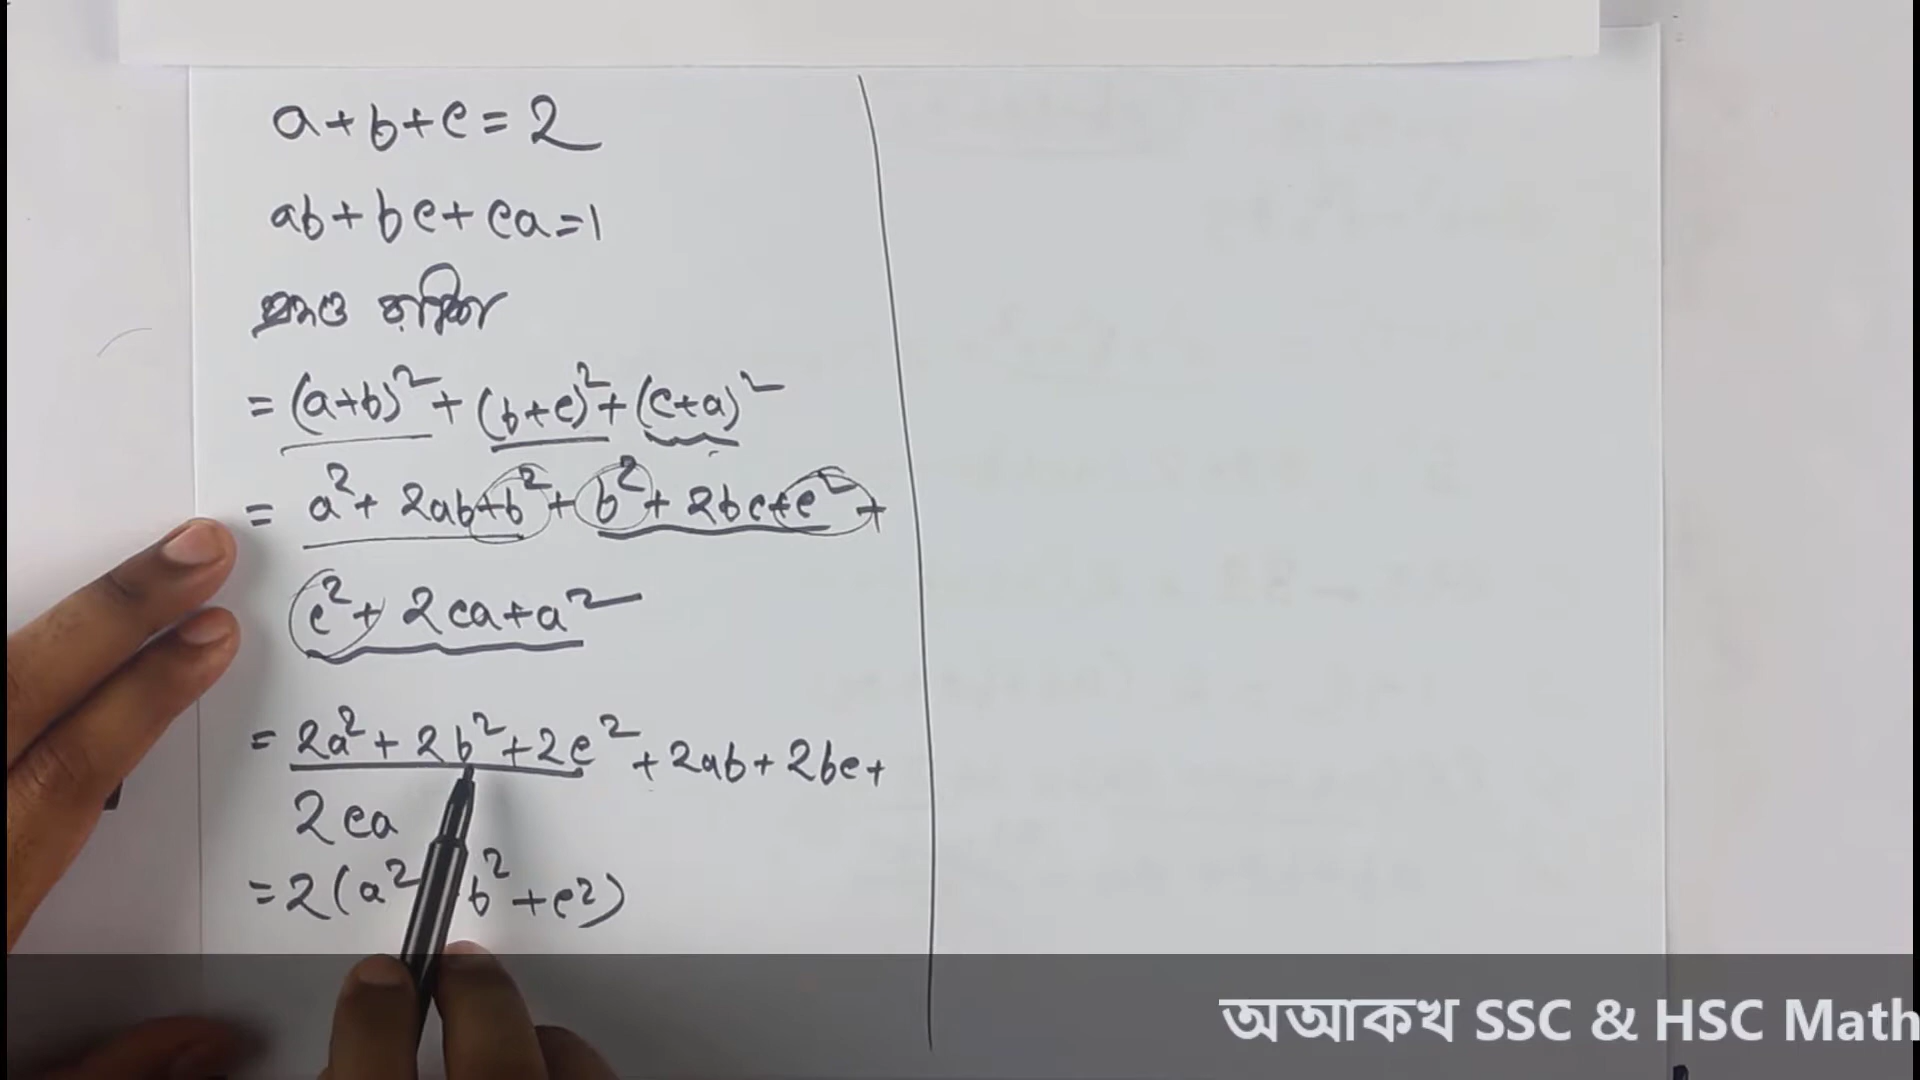 a+b+c=2
ab+bc+ca=1
প্রদত্ত রাশি
=(a+b)²+(b+c)²+(c+a)²
= a²+2ab+b²+b²+2bc+c²+
c²+2ca+a²
=2a²+2b²+2c²+2ab+2bc+
2ca
=2(a² b²+c²)
অআকখ SSC & HSC Math